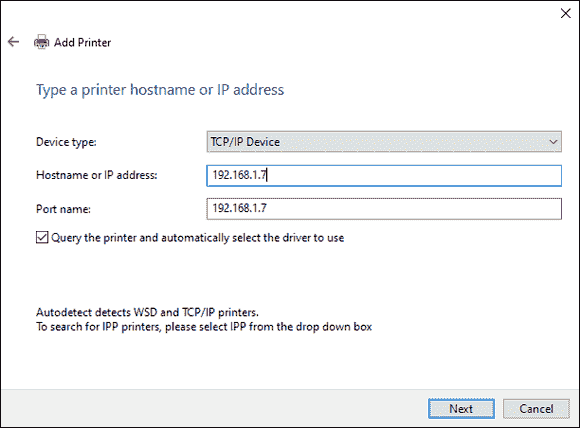 Add Printer
Type a printer hostname or IP address
Device type: TCP/IP Device
Hostname or IP address: 192.168.1.7
Port name: 192.168.1.7
Query the printer and automatically select the driver to use
Autodetect detects WSD and TCP/IP printers.
To search for IPP printers, please select IPP from the drop down box
Next Cancel